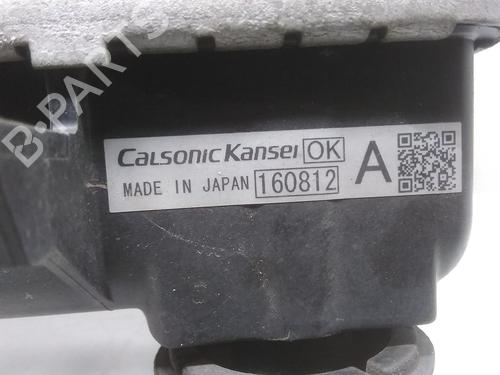 B-PARTS
Calsonic Kansei OK
MADE IN JAPAN 160812
A